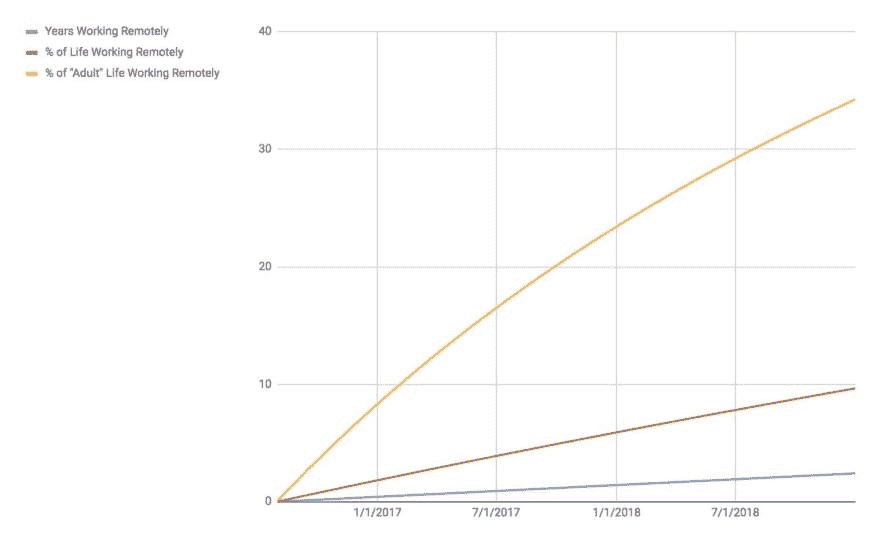 Years Working Remotely
% of Life Working Remotely
% of "Adult" Life Working Remotely
40
30
20
10
0
1/1/2017 7/1/2017 1/1/2018 7/1/2018